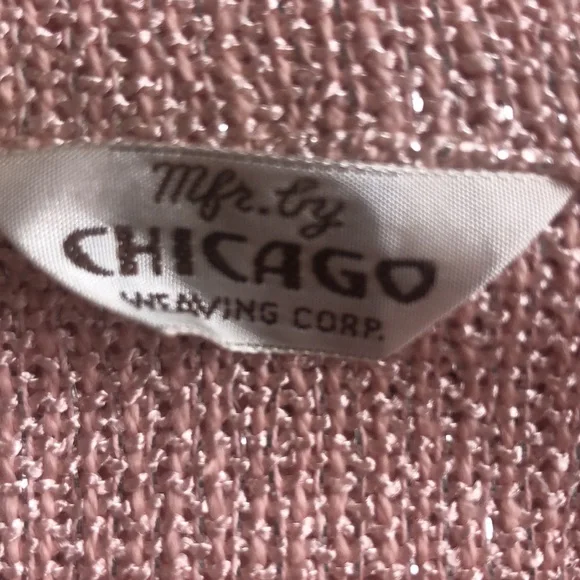 Mfr. by
CHICAGO
WEAVING CORP.